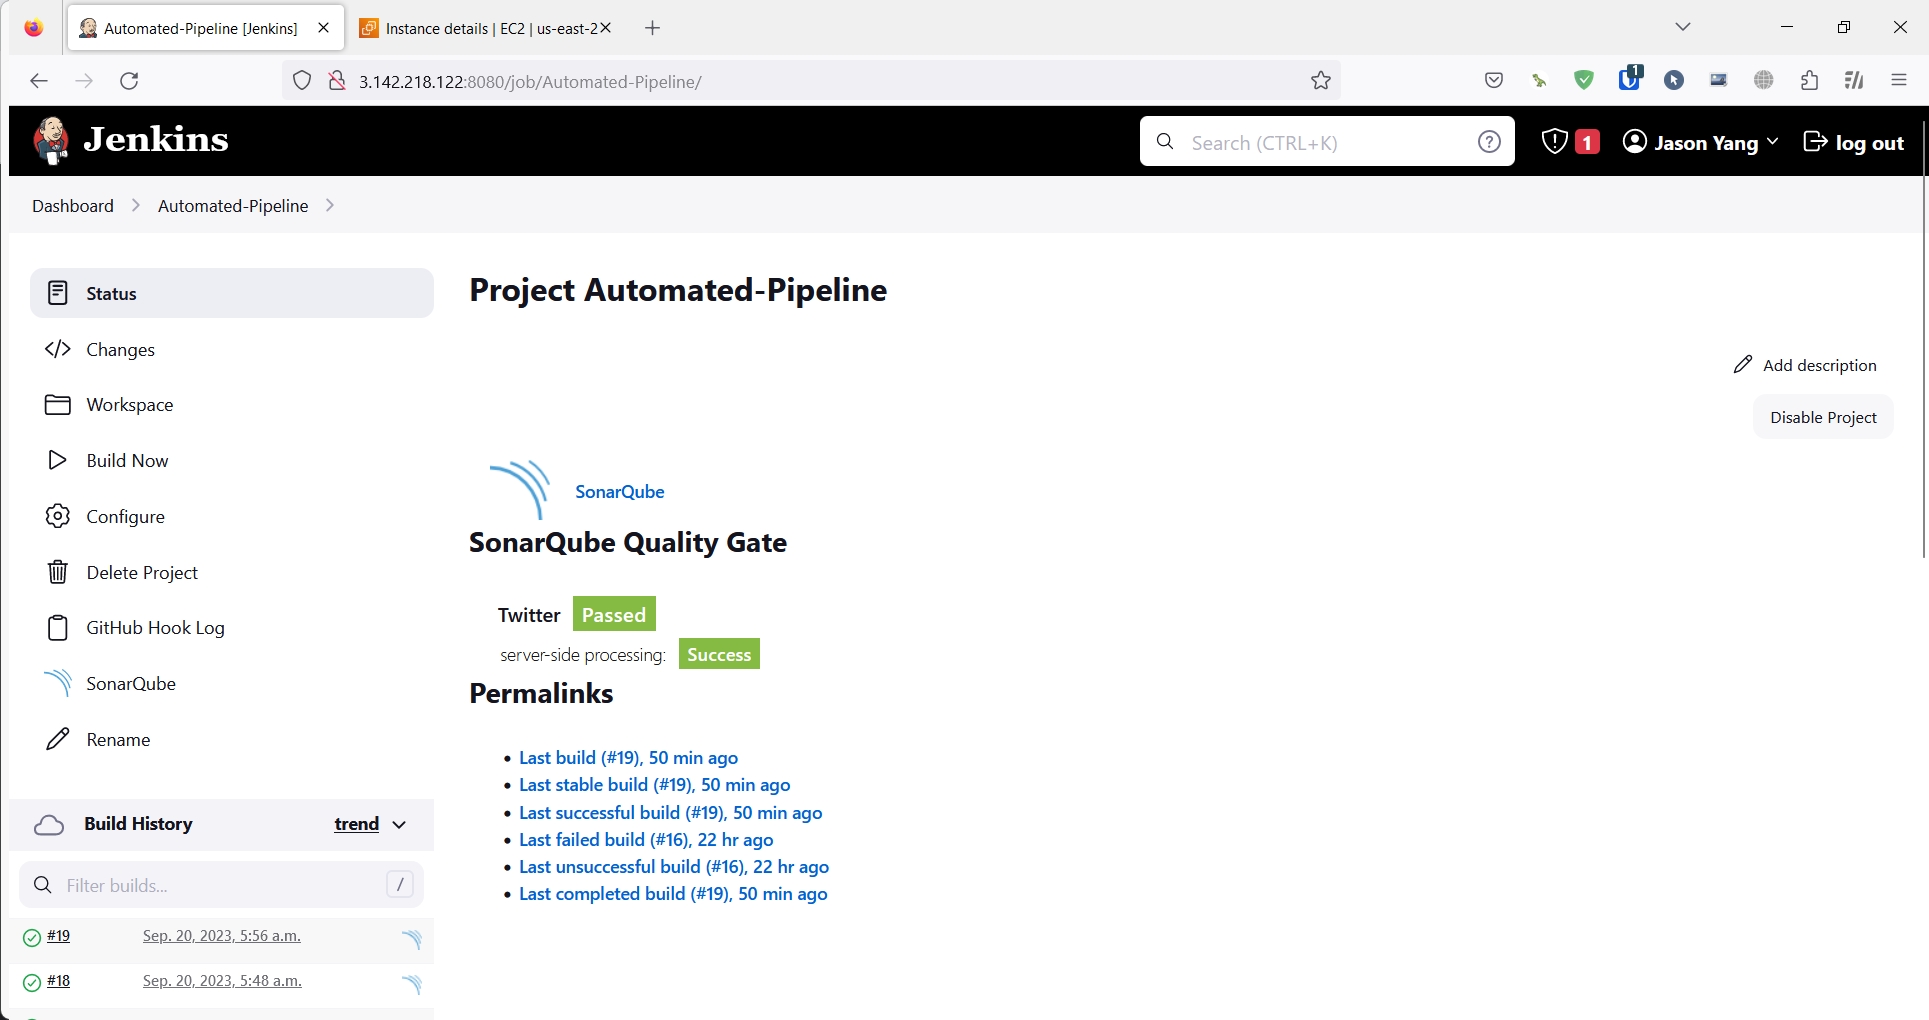 Automated-Pipeline [Jenkins]
Instance details | EC2 | us-east-2
3.142.218.122:8080/job/Automated-Pipeline/
1
Jenkins
Search (CTRL+K)
?
1
Jason Yang
log out
Dashboard
Automated-Pipeline
Status
Changes
Workspace
Build Now
Configure
Delete Project
GitHub Hook Log
SonarQube
Rename
Project Automated-Pipeline
Add description
Disable Project
SonarQube
SonarQube Quality Gate
Twitter Passed
server-side processing: Success
Permalinks
Last build (#19), 50 min ago
Last stable build (#19), 50 min ago
Last successful build (#19), 50 min ago
Last failed build (#16), 22 hr ago
Last unsuccessful build (#16), 22 hr ago
Last completed build (#19), 50 min ago
Build History trend
Filter builds... /
#19 Sep. 20, 2023, 5:56 a.m.
#18 Sep. 20, 2023, 5:48 a.m.